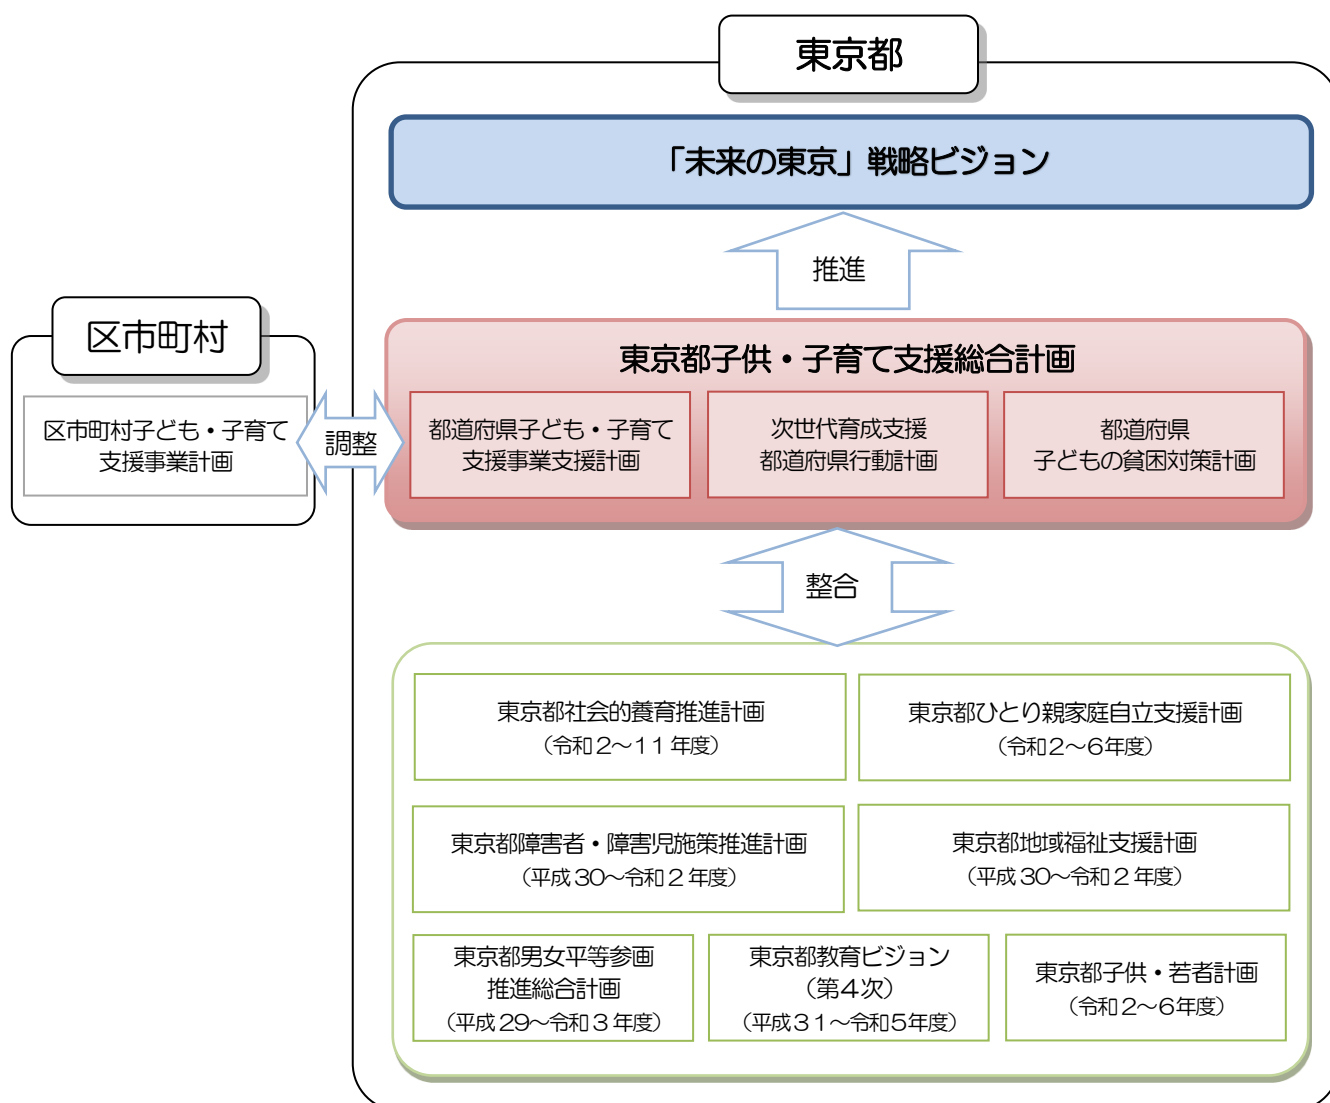 東京都
「未来の東京」戦略ビジョン
推進
区市町村
区市町村子ども・子育て
支援事業計画
調整
東京都子供・子育て支援総合計画
都道府県子ども・子育て
支援事業支援計画
次世代育成支援
都道府県行動計画
都道府県
子どもの貧困対策計画
整合
東京都社会的養育推進計画
（令和２～１１年度）
東京都ひとり親家庭自立支援計画
（令和２～６年度）
東京都障害者・障害児施策推進計画
（平成３０～令和２年度）
東京都地域福祉支援計画
（平成３０～令和２年度）
東京都男女平等参画
推進総合計画
（平成２９～令和３年度）
東京都教育ビジョン
（第４次）
（平成３１～令和５年度）
東京都子供・若者計画
（令和２～６年度）